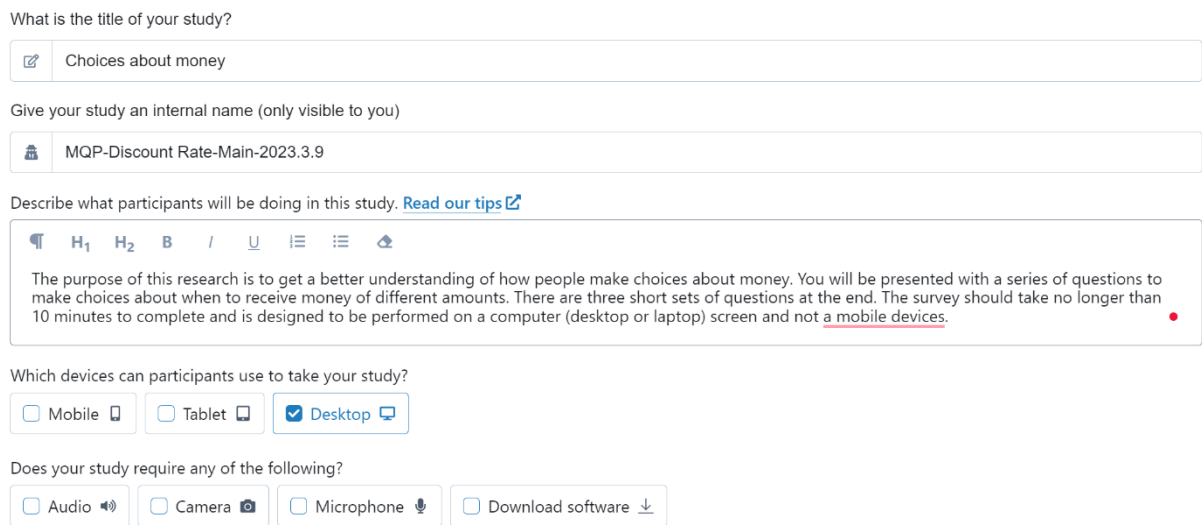 What is the title of your study?
Choices about money
Give your study an internal name (only visible to you)
MQP-Discount Rate-Main-2023.3.9
Describe what participants will be doing in this study. Read our tips
¶ H1 H2 B I U
The purpose of this research is to get a better understanding of how people make choices about money. You will be presented with a series of questions to
make choices about when to receive money of different amounts. There are three short sets of questions at the end. The survey should take no longer than
10 minutes to complete and is designed to be performed on a computer (desktop or laptop) screen and not a mobile devices.
Which devices can participants use to take your study?
Mobile Tablet Desktop
Does your study require any of the following?
Audio Camera Microphone Download software